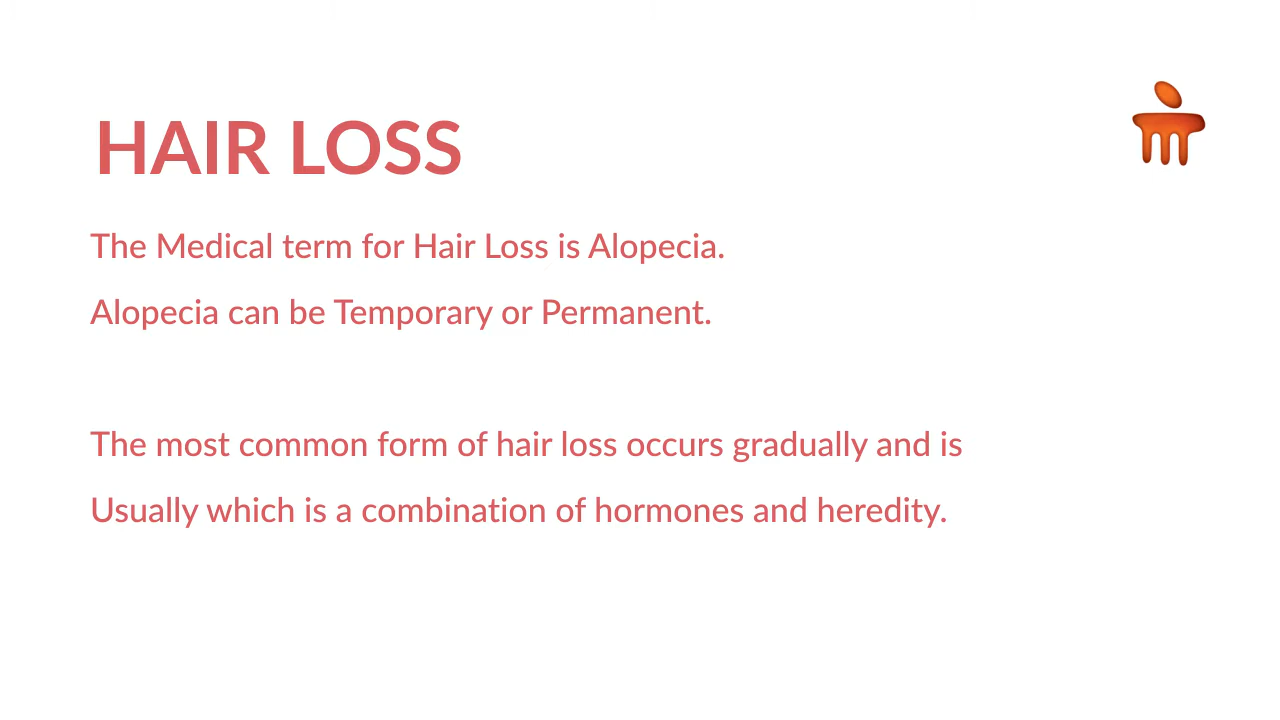 HAIR LOSS
The Medical term for Hair Loss is Alopecia.
Alopecia can be Temporary or Permanent.
The most common form of hair loss occurs gradually and is
Usually which is a combination of hormones and heredity.